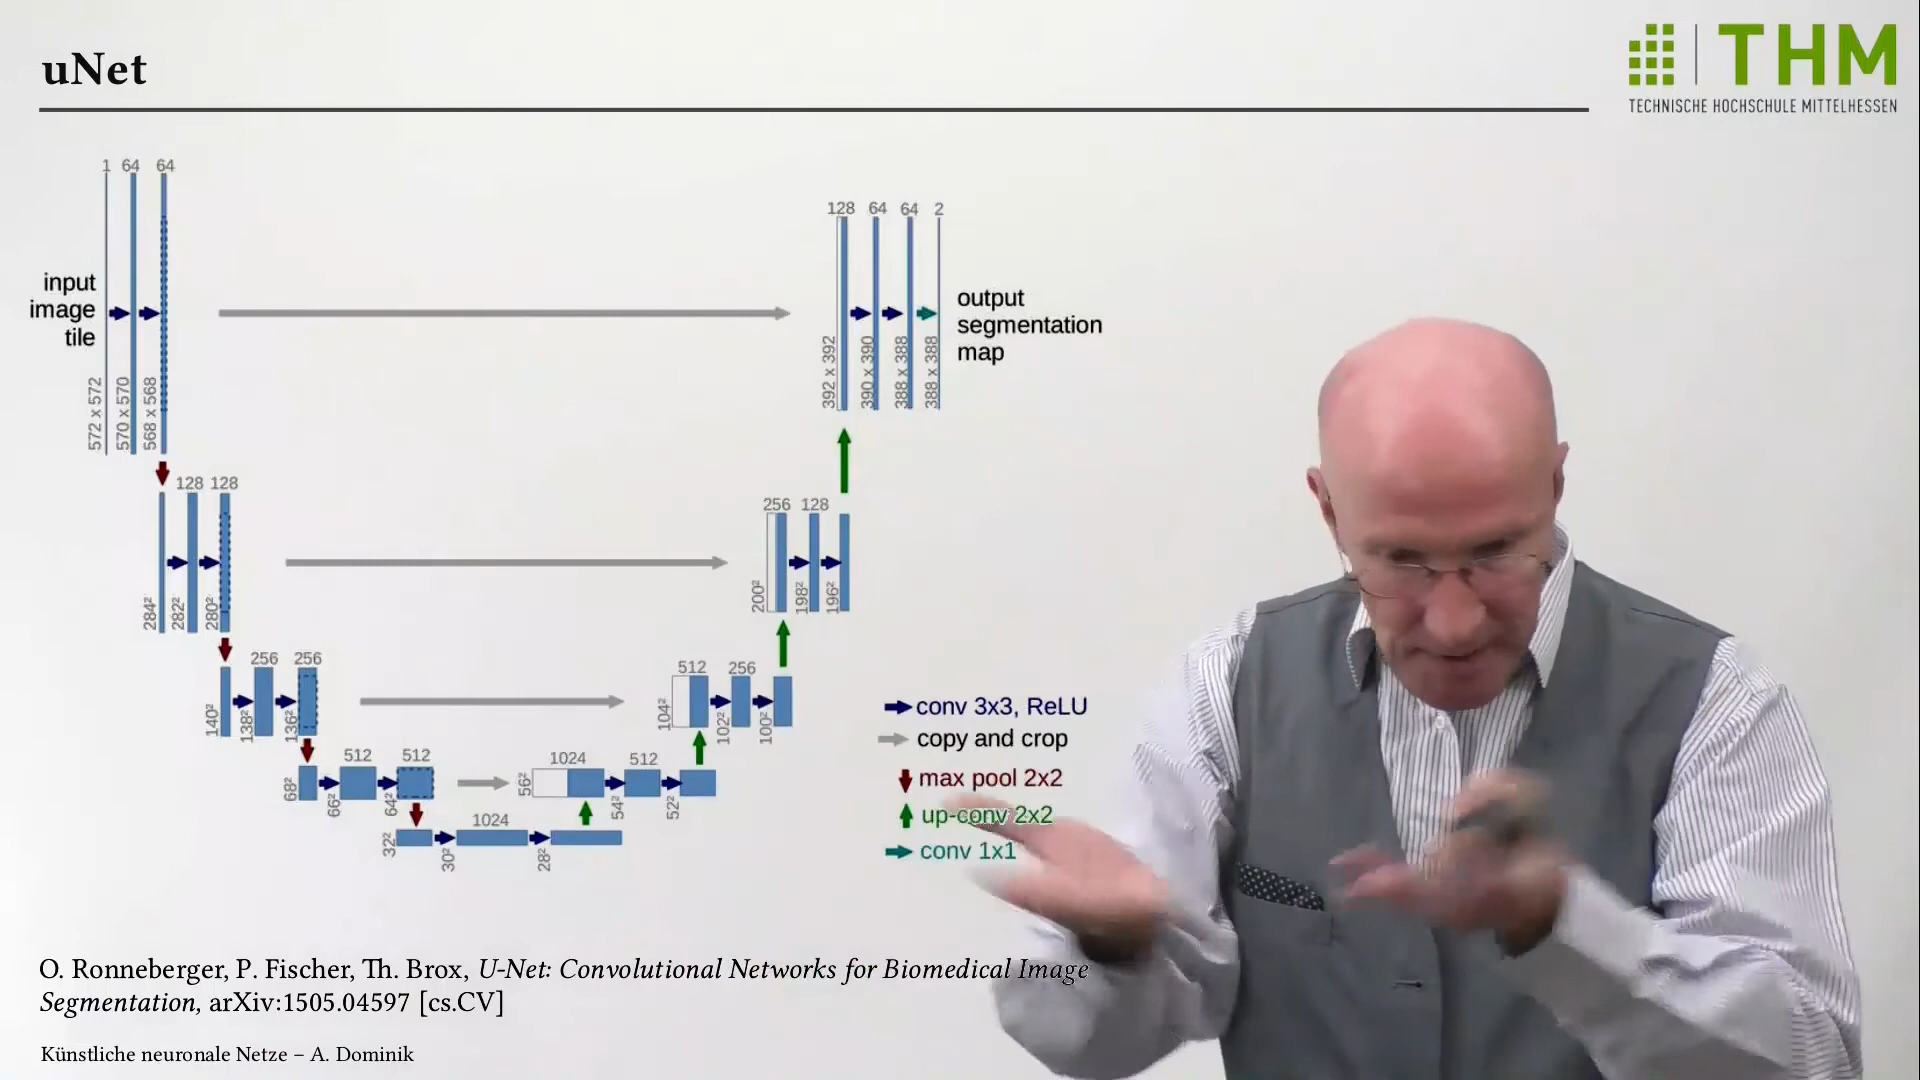 uNet
THM
TECHNISCHE HOCHSCHULE MITTELHESSEN
1 64 64
128 64 64 2
input
image
tile
output
segmentation
map
572 x 572
570 x 570
568 x 568
392 x 392
390 x 390
388 x 388
388 x 388
128 128
256 128
284²
282²
280²
200²
198²
196²
256 256
512 256
140²
138²
136²
104²
102²
100²
512 512
1024 512
68²
66²
64²
56²
54²
52²
1024
32²
30²
28²
conv 3x3, ReLU
copy and crop
max pool 2x2
up-conv 2x2
conv 1x1
O. Ronneberger, P. Fischer, Th. Brox, U-Net: Convolutional Networks for Biomedical Image
Segmentation, arXiv:1505.04597 [cs.CV]
Künstliche neuronale Netze – A. Dominik